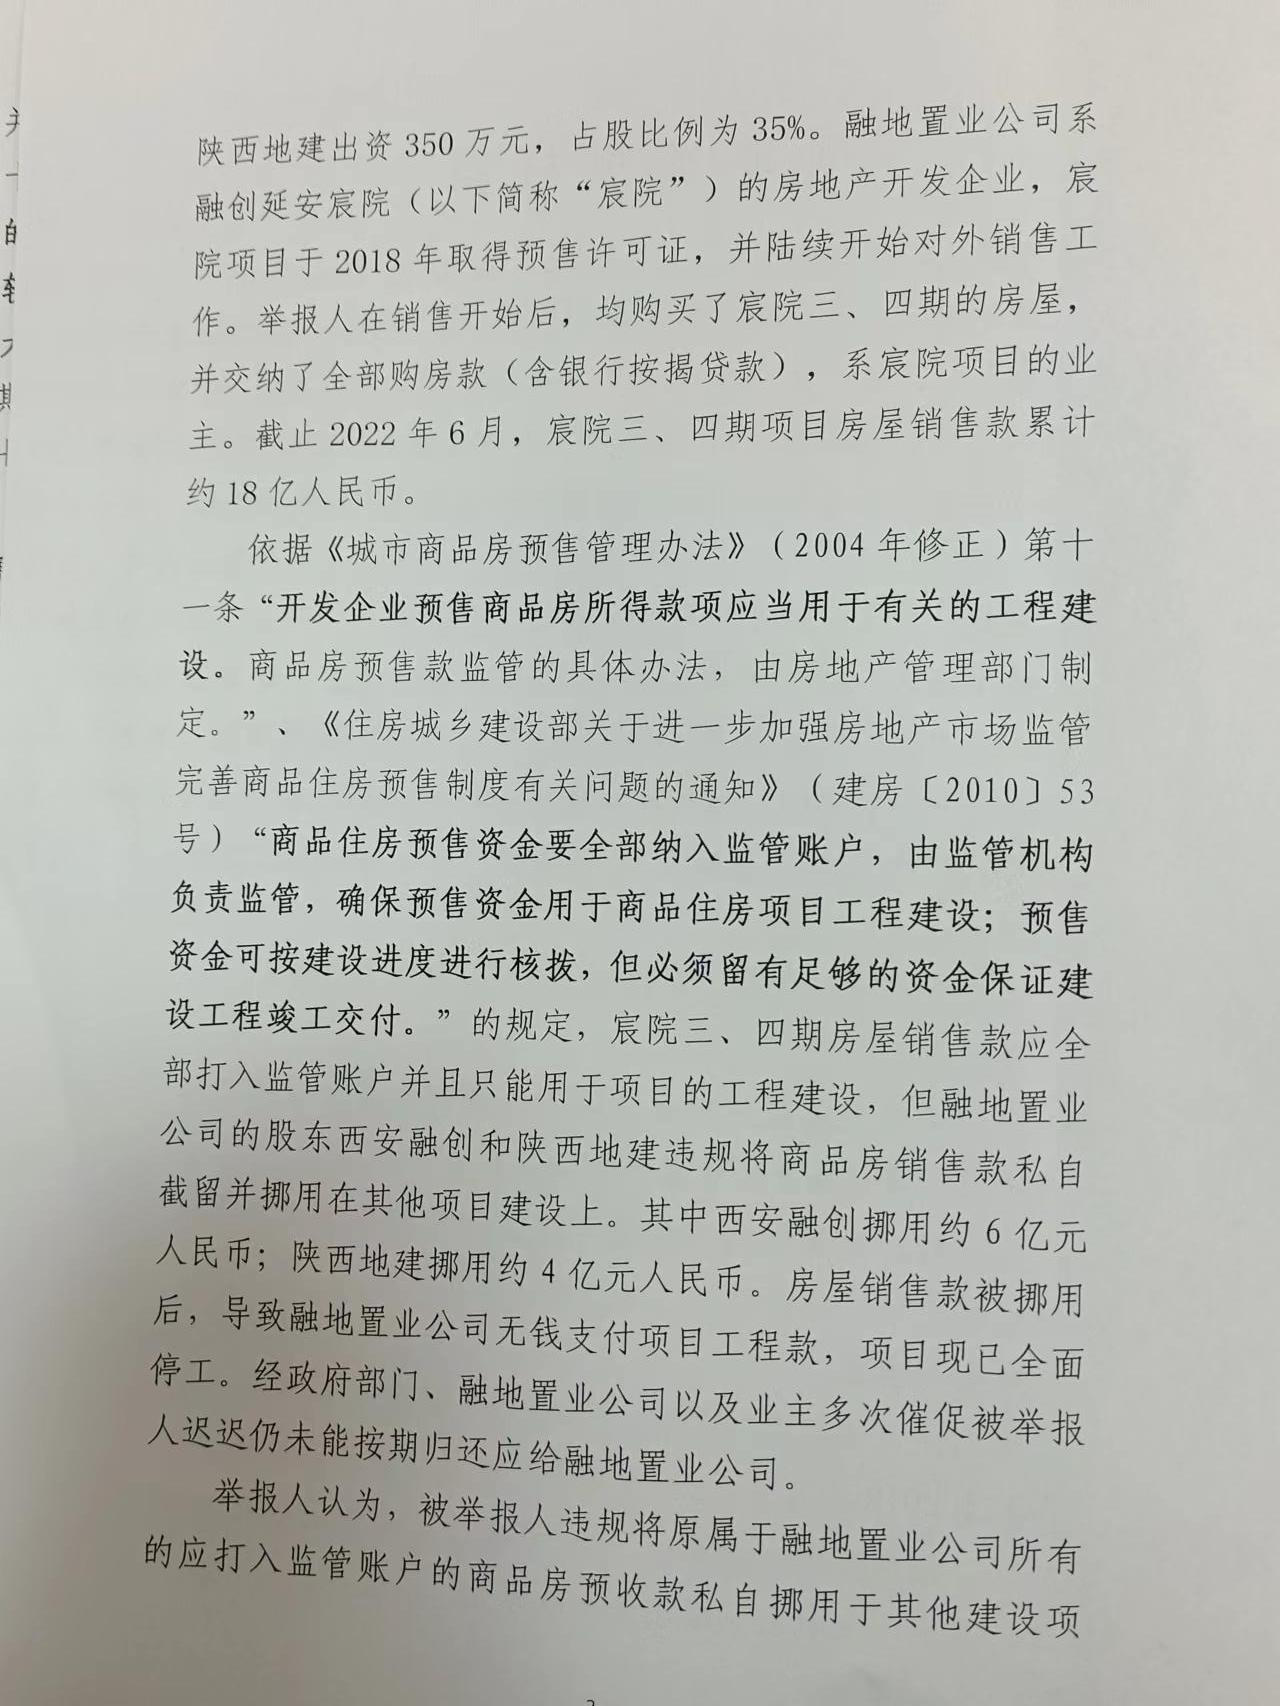 陕西地建出资 350 万元，占股比例为 35%。融地置业公司系
融创延安宸院（以下简称“宸院”）的房地产开发企业，宸
院项目于 2018 年取得预售许可证，并陆续开始对外销售工
作。举报人在销售开始后，均购买了宸院三、四期的房屋，
并交纳了全部购房款（含银行按揭贷款），系宸院项目的业
主。截止 2022 年 6 月，宸院三、四期项目房屋销售款累计
约 18 亿人民币。
依据《城市商品房预售管理办法》（2004 年修正）第十
一条“开发企业预售商品房所得款项应当用于有关的工程建
设。商品房预售款监管的具体办法，由房地产管理部门制
定。”、《住房城乡建设部关于进一步加强房地产市场监管
完善商品住房预售制度有关问题的通知》（建房〔2010〕53
号）“商品住房预售资金要全部纳入监管账户，由监管机构
负责监管，确保预售资金用于商品住房项目工程建设；预售
资金可按建设进度进行核拨，但必须留有足够的资金保证建
设工程竣工交付。”的规定，宸院三、四期房屋销售款应全
部打入监管账户并且只能用于项目的工程建设，但融地置业
公司的股东西安融创和陕西地建违规将商品房销售款私自
截留并挪用在其他项目建设上。其中西安融创挪用约 6 亿元
人民币；陕西地建挪用约 4 亿元人民币。房屋销售款被挪用
后，导致融地置业公司无钱支付项目工程款，项目现已全面
停工。经政府部门、融地置业公司以及业主多次催促被举报
人迟迟仍未能按期归还应给融地置业公司。
举报人认为，被举报人违规将原属于融地置业公司所有
的应打入监管账户的商品房预收款私自挪用于其他建设项